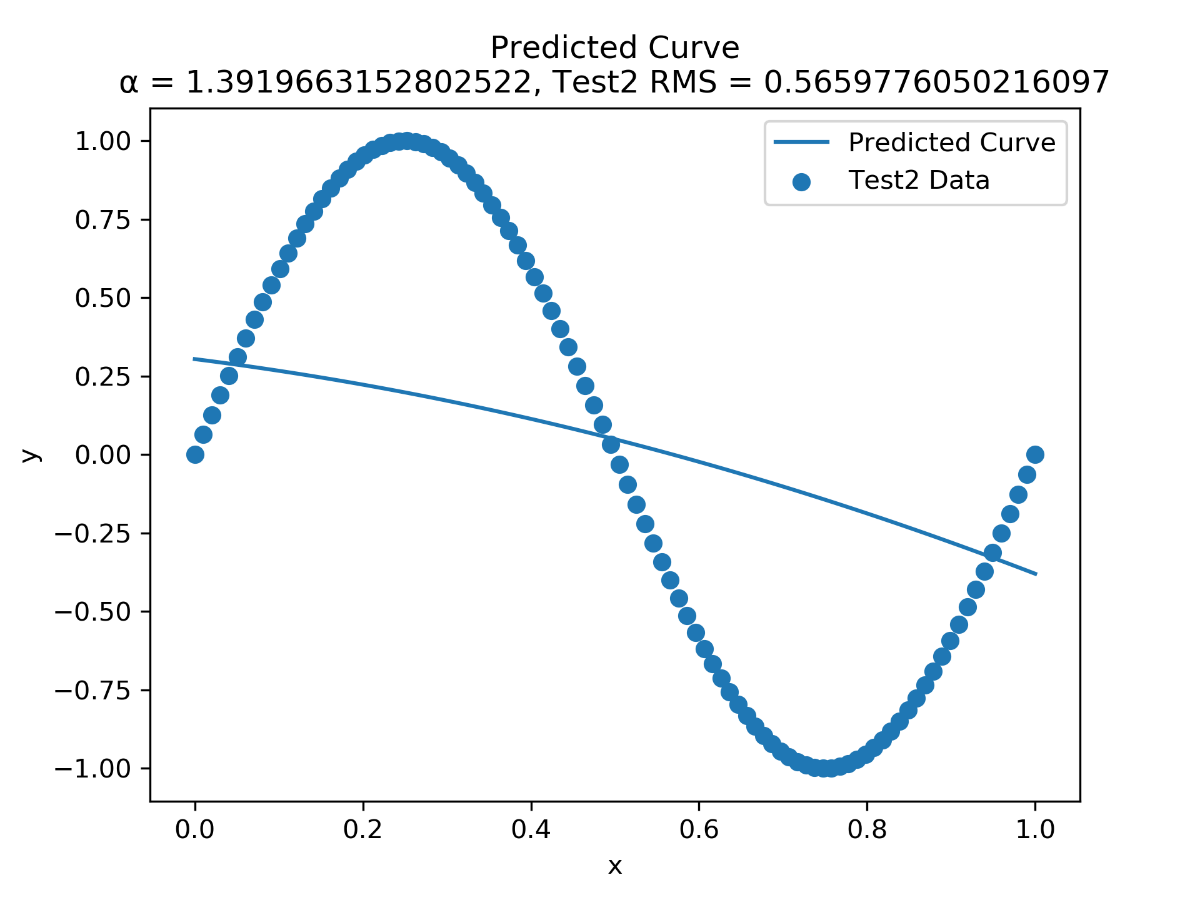 Predicted Curve
α = 1.3919663152802522, Test2 RMS = 0.5659776050216097
Predicted Curve
Test2 Data
1.00
0.75
0.50
0.25
0.00
−0.25
−0.50
−0.75
−1.00
y
0.0 0.2 0.4 0.6 0.8 1.0
x